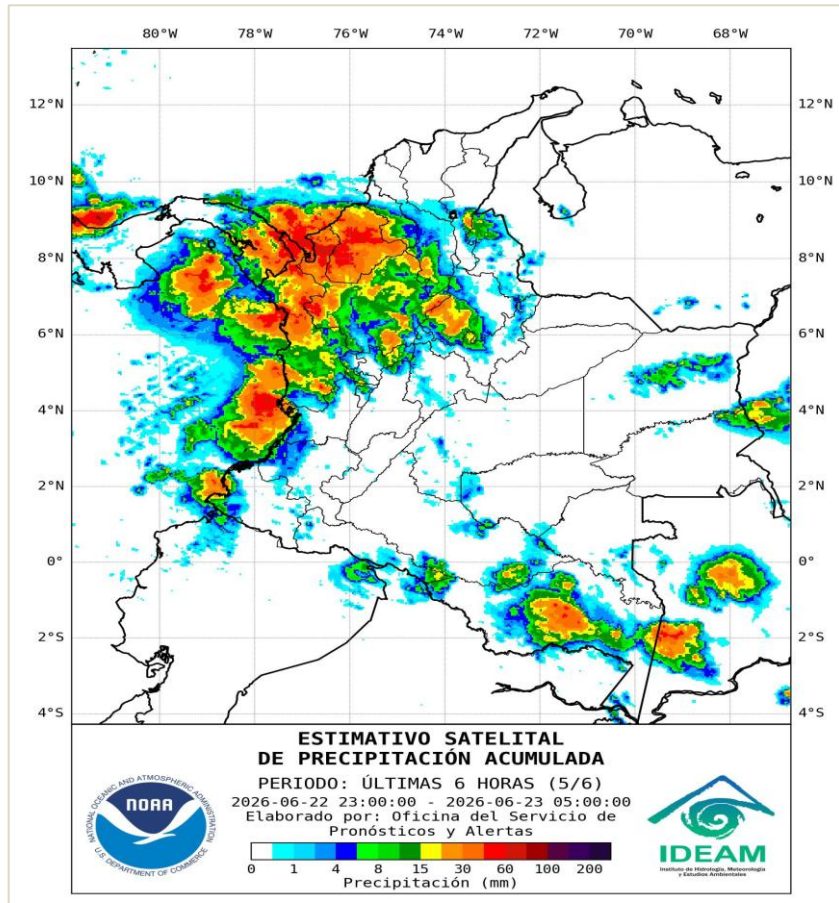 80°W 78°W 76°W 74°W 72°W 70°W 68°W
12°N 12°N
10°N 10°N
8°N 8°N
6°N 6°N
4°N 4°N
2°N 2°N
0° 0°
2°S 2°S
4°S 4°S
ESTIMATIVO SATELITAL
DE PRECIPITACIÓN ACUMULADA
PERIODO: ÚLTIMAS 6 HORAS (5/6)
2026-06-22 23:00:00 - 2026-06-23 05:00:00
Elaborado por: Oficina del Servicio de
Pronósticos y Alertas
0 1 4 8 15 30 60 100 200
Precipitación (mm)
NATIONAL OCEANIC AND ATMOSPHERIC ADMINISTRATION
NOAA
U.S. DEPARTMENT OF COMMERCE
IDEAM
Instituto de Hidrología, Meteorología
y Estudios Ambientales